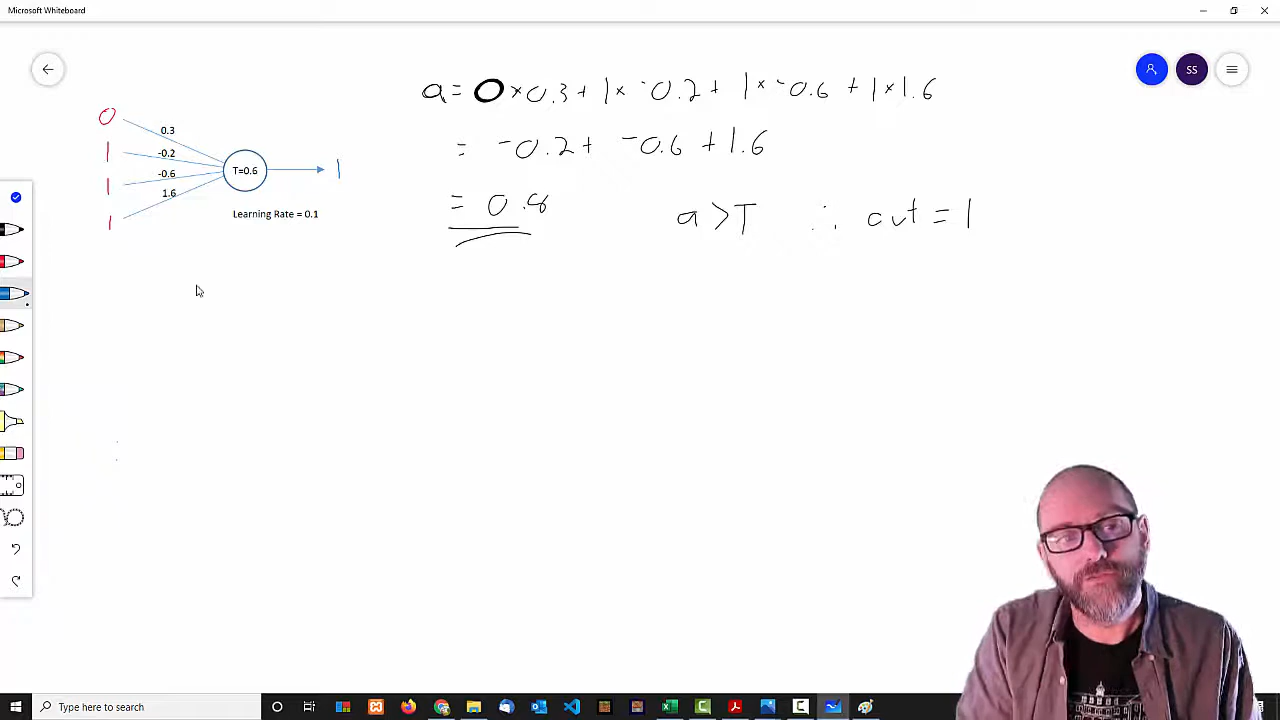 Microsoft Whiteboard
SS
a = 0 × 0.3 + 1 × -0.2 + 1 × -0.6 + 1 × 1.6
= -0.2 + -0.6 + 1.6
= 0.8
a > T ∴ out = 1
0
1
1
1
0.3
-0.2
-0.6
1.6
T=0.6
1
Learning Rate = 0.1
Type here to search